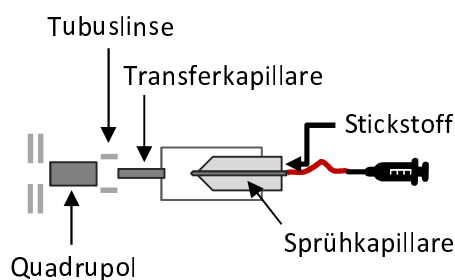 Tubuslinse
Transferkapillare
Stickstoff
Sprühkapillare
Quadrupol